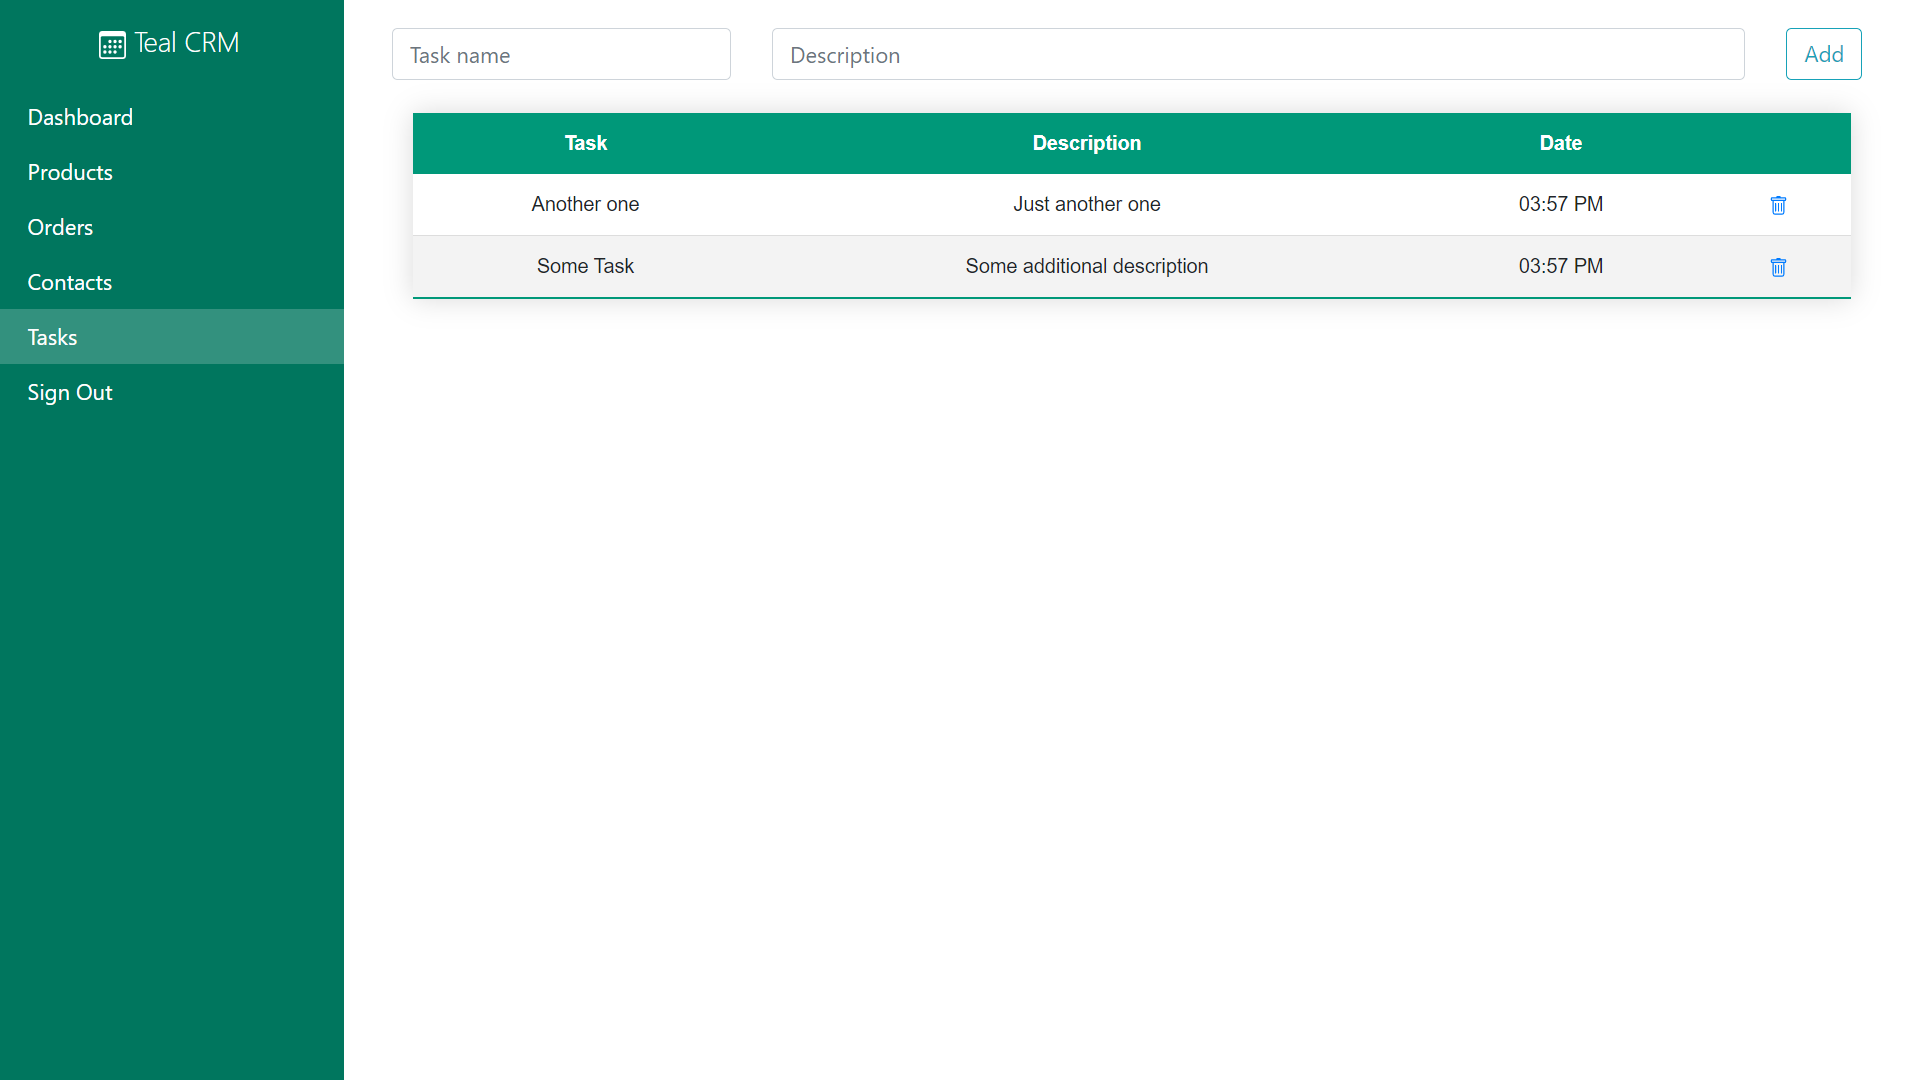 Teal CRM
Dashboard
Products
Orders
Contacts
Tasks
Sign Out
Task name Description Add
Task Description Date
Another one Just another one 03:57 PM
Some Task Some additional description 03:57 PM